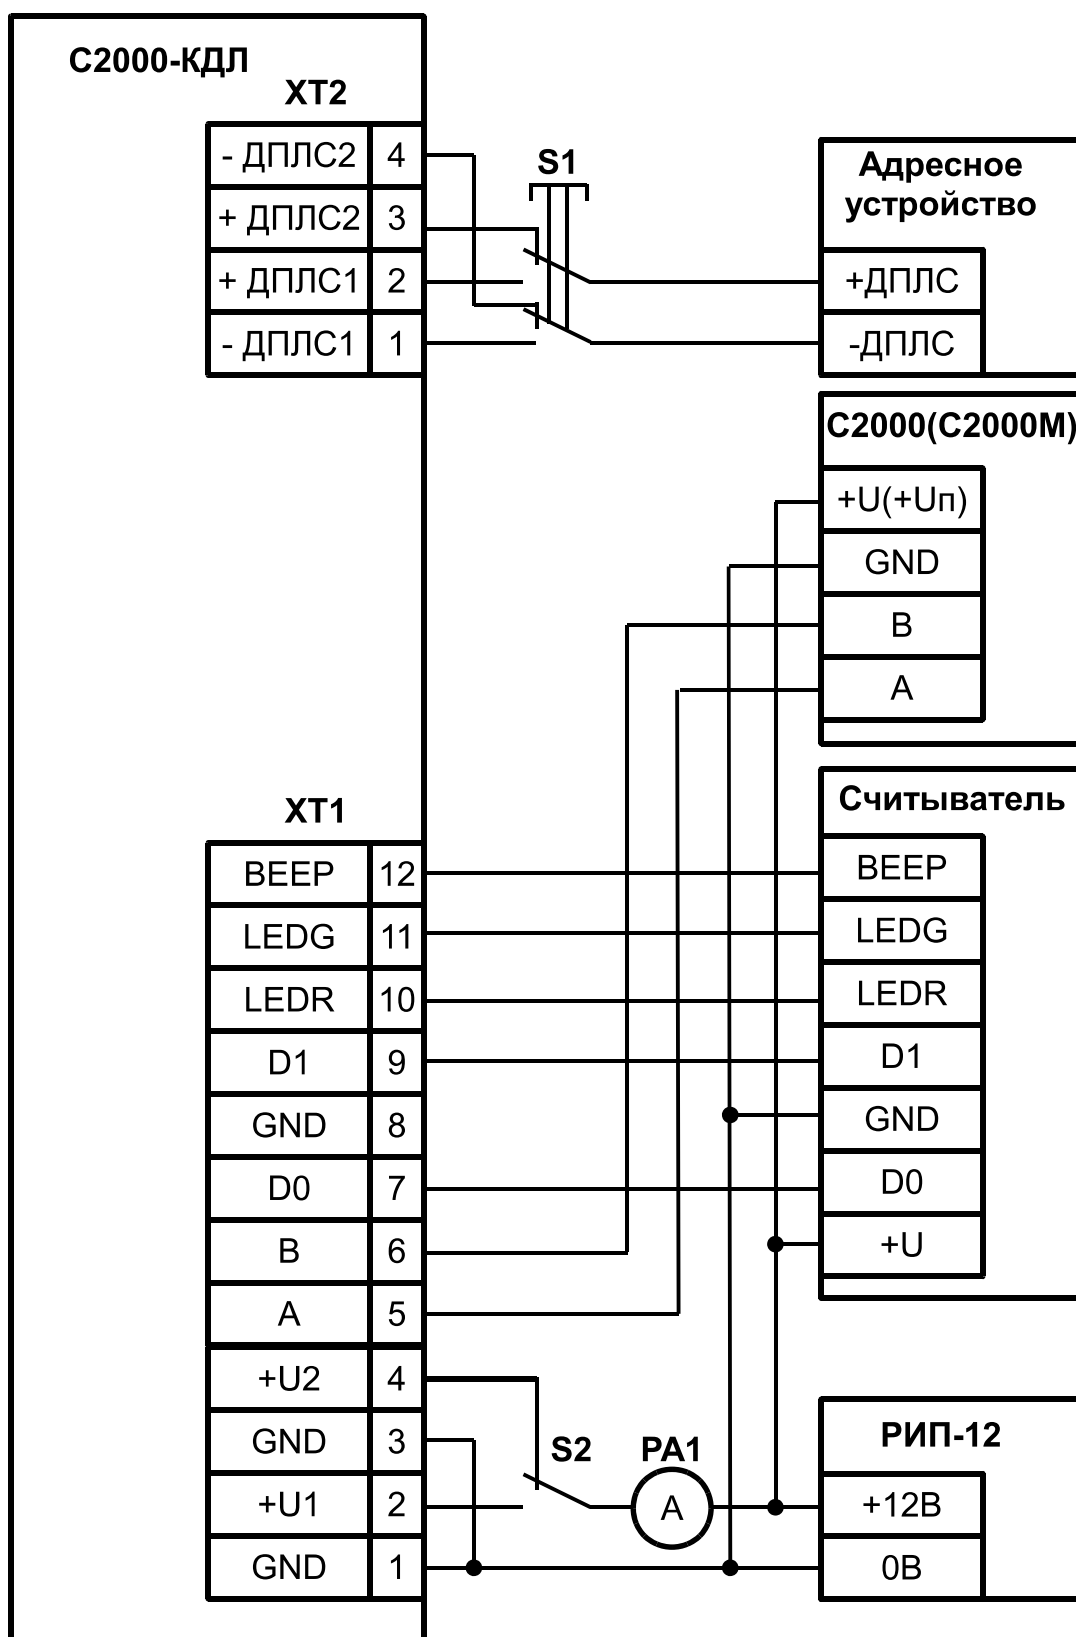 С2000-КДЛ
XT2
- ДПЛС2 4
+ ДПЛС2 3
+ ДПЛС1 2
- ДПЛС1 1
S1
Адресное
устройство
+ДПЛС
-ДПЛС
С2000(С2000М)
+U(+Uп)
GND
B
A
XT1
BEEP 12
LEDG 11
LEDR 10
D1 9
GND 8
D0 7
B 6
A 5
+U2 4
GND 3
+U1 2
GND 1
Считыватель
BEEP
LEDG
LEDR
D1
GND
D0
+U
S2
PA1
A
РИП-12
+12В
0В